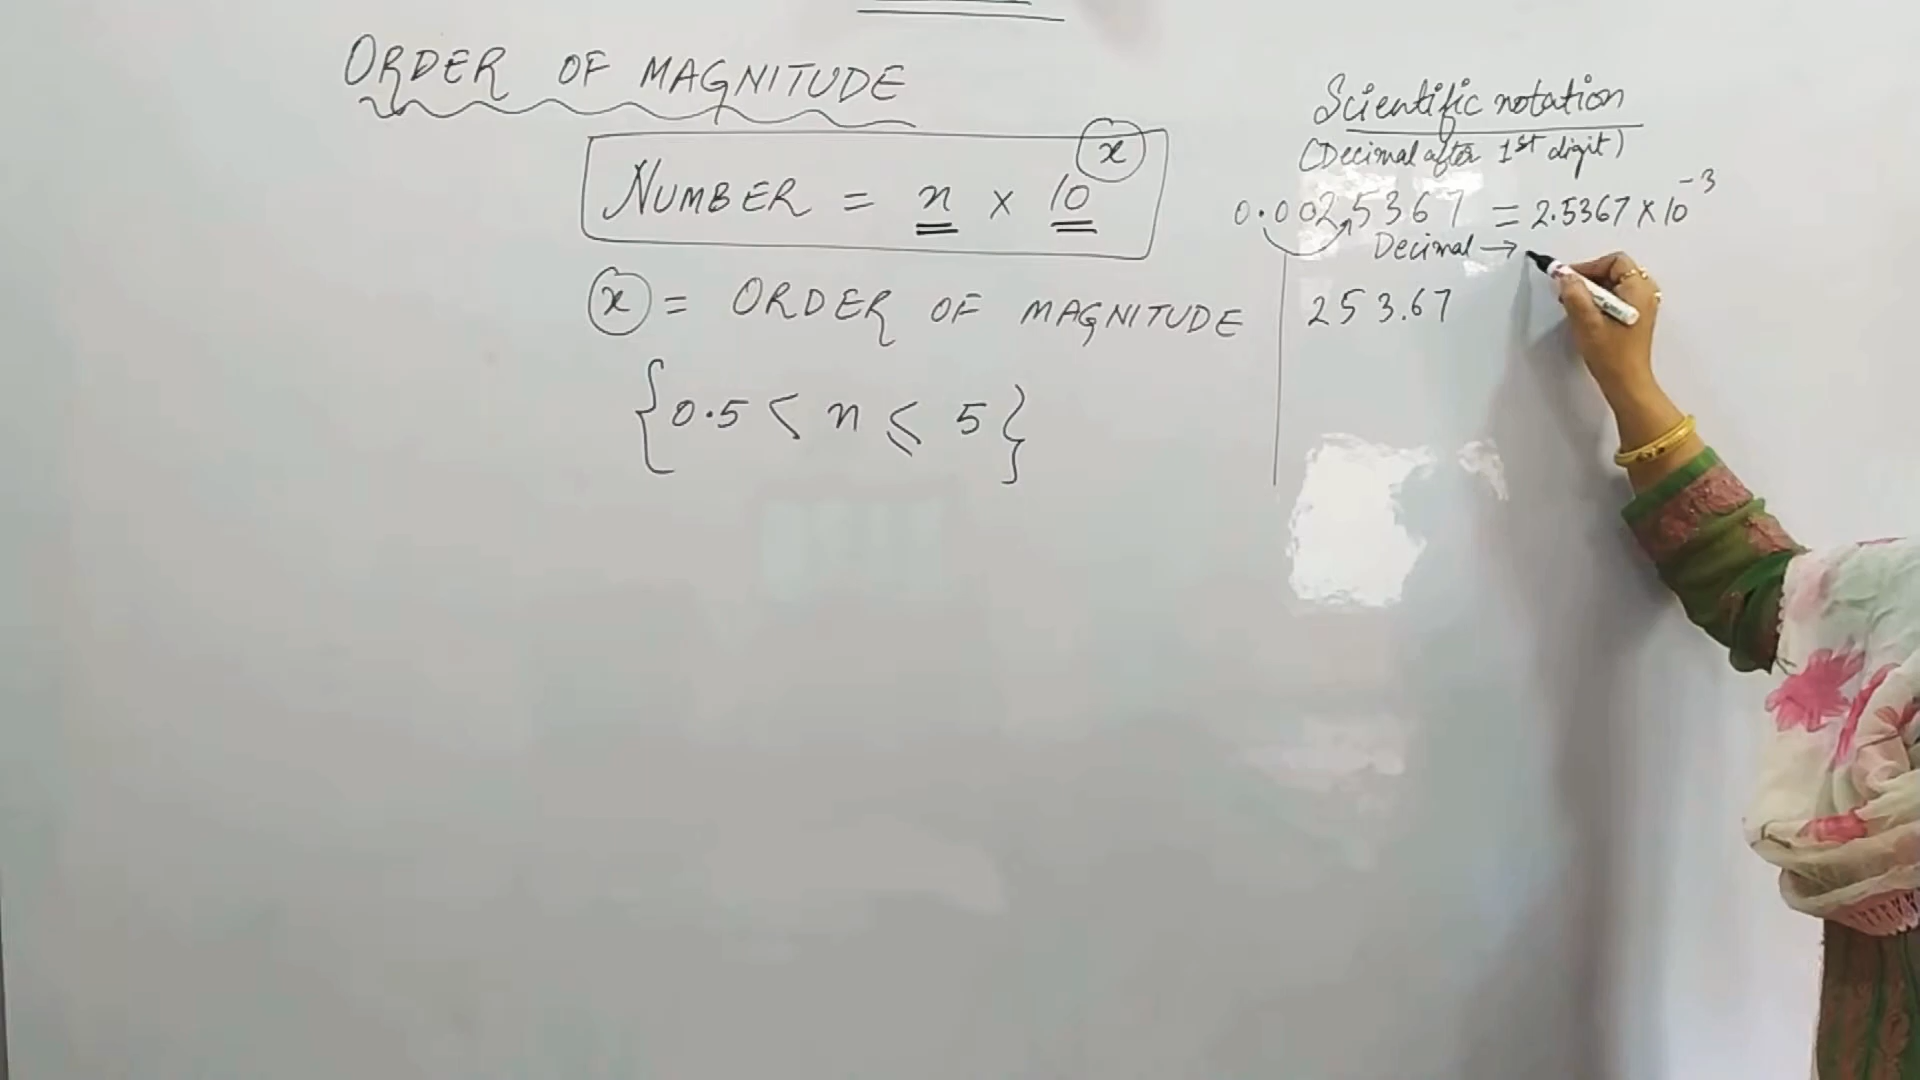 ORDER OF MAGNITUDE
NUMBER = n × 10^x
x = ORDER OF MAGNITUDE
{0.5 < n ≤ 5}
Scientific notation
(Decimal after 1st digit)
0.0025367 = 2.5367 × 10^-3
Decimal →
253.67